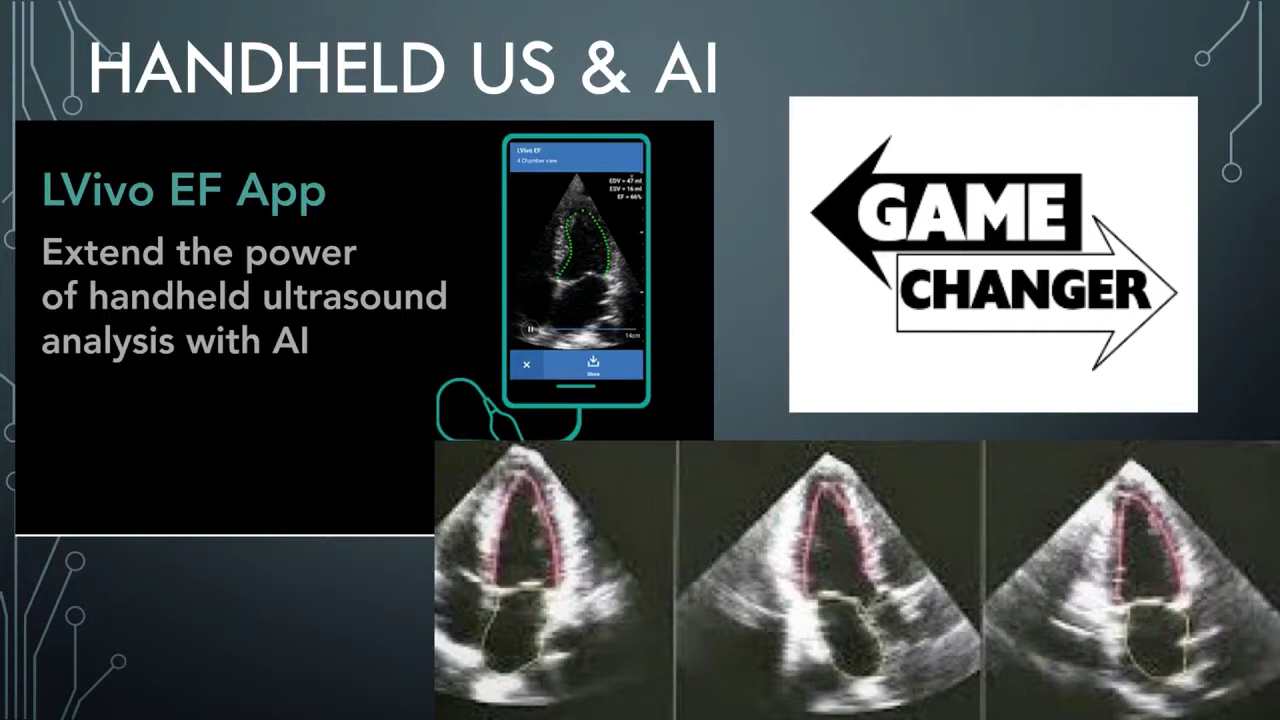 HANDHELD US & AI
LVivo EF App
Extend the power
of handheld ultrasound
analysis with AI
LVivo EF
4 Chamber view
EDV = 47 ml
ESV = 16 ml
EF = 66%
14cm
Store
GAME
CHANGER